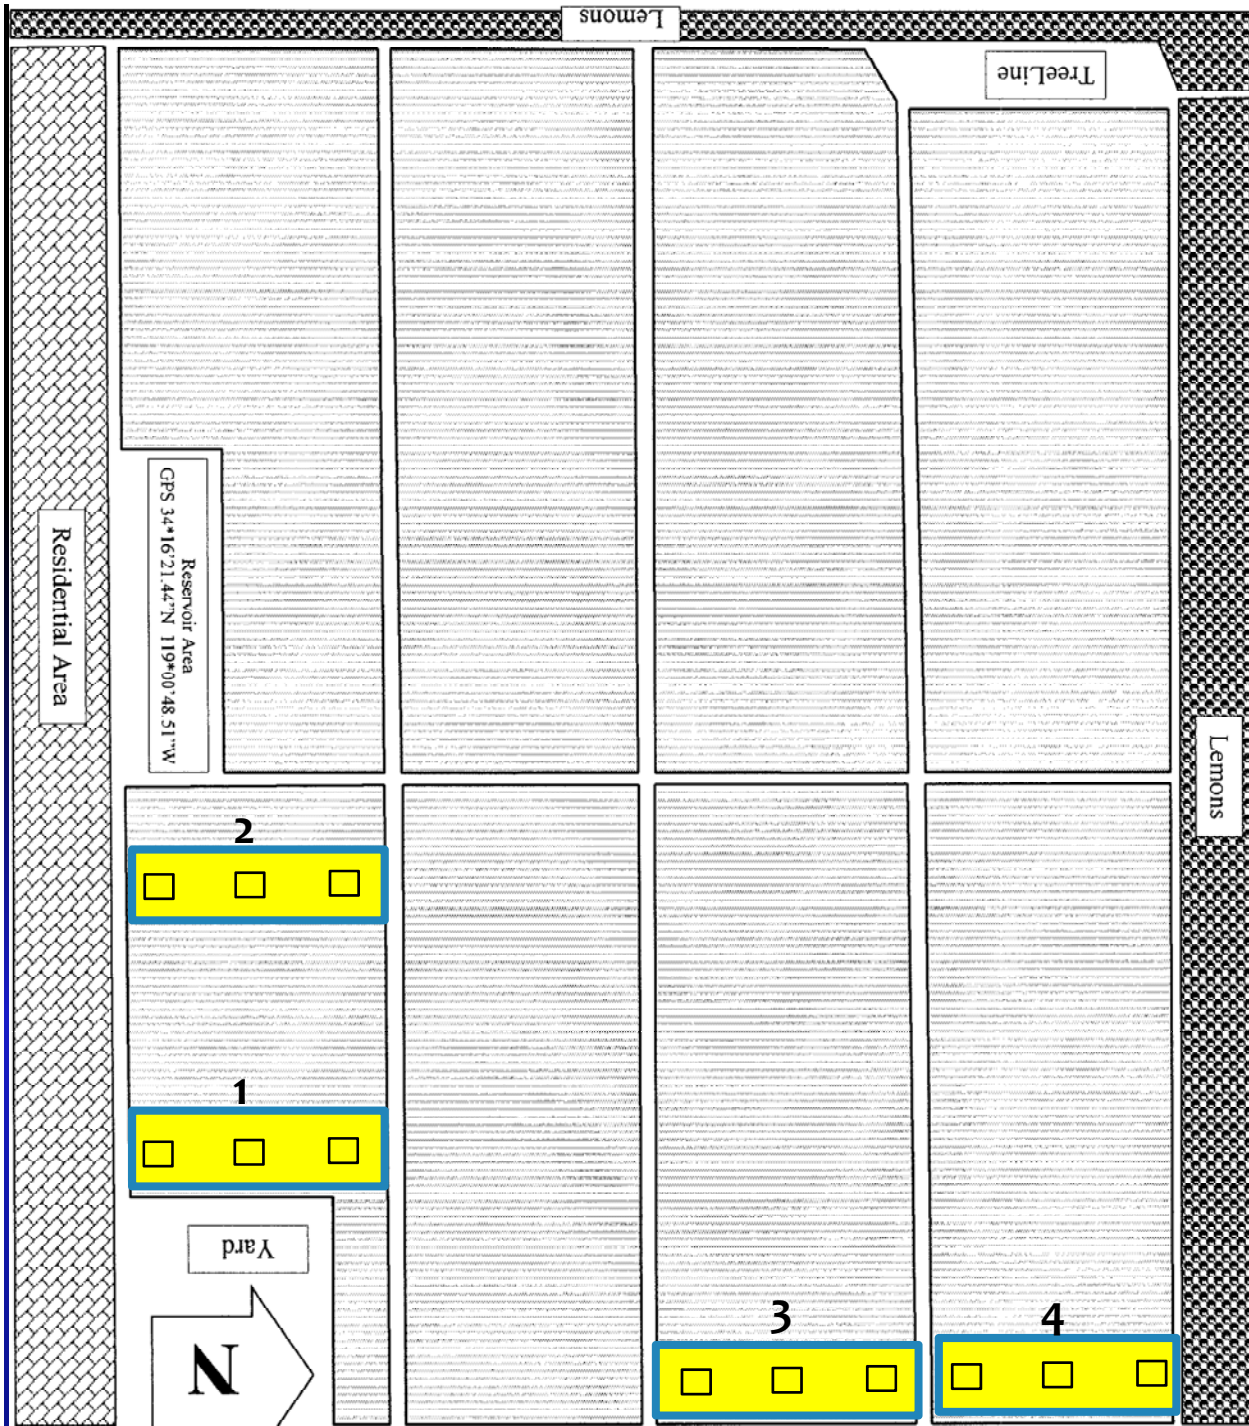 Lemons
TreeLine
Reservoir Area
GPS 34*16'21.44"N 119*00'48.51"W
Residential Area
Lemons
2
1
Yard
N
3
4